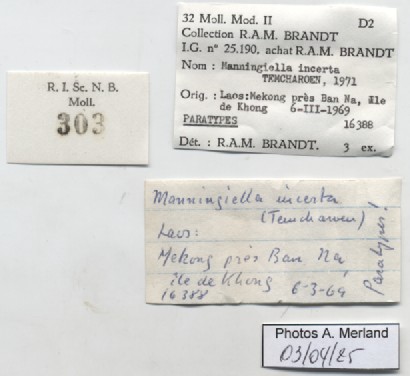 R. I. Sc. N. B.
Moll.
303
32 Moll. Mod. II D2
Collection R.A.M. BRANDT
I.G. n° 25.190. achat R.A.M. BRANDT
Nom : Manningiella incerta
TEMCHAROEN, 1971
Orig. : Laos:Mekong près Ban Na, île
de Khong 6-III-1969
PARATYPES 16388
Dét. : R.A.M. BRANDT. 3 ex.
Manningiella incerta
(Temcharoen)
Laos:
Mekong près Ban Na
île de Khong 6-3-69
16388
Paratypes!
Photos A. Merland
03/04/25